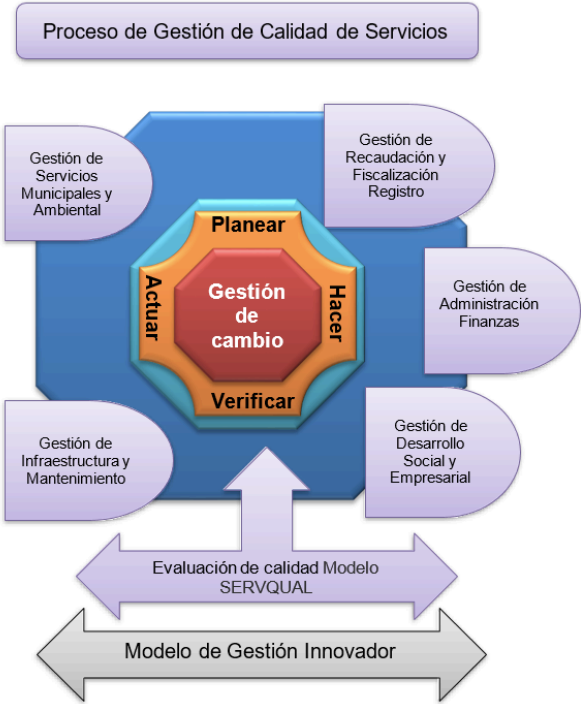 Proceso de Gestión de Calidad de Servicios
Gestión de
Servicios
Municipales y
Ambiental
Gestión de
Recaudación y
Fiscalización
Registro
Planear
Actuar
Gestión
de
cambio
Hacer
Verificar
Gestión de
Administración
Finanzas
Gestión de
Infraestructura y
Mantenimiento
Gestión de
Desarrollo
Social y
Empresarial
Evaluación de calidad Modelo
SERVQUAL
Modelo de Gestión Innovador